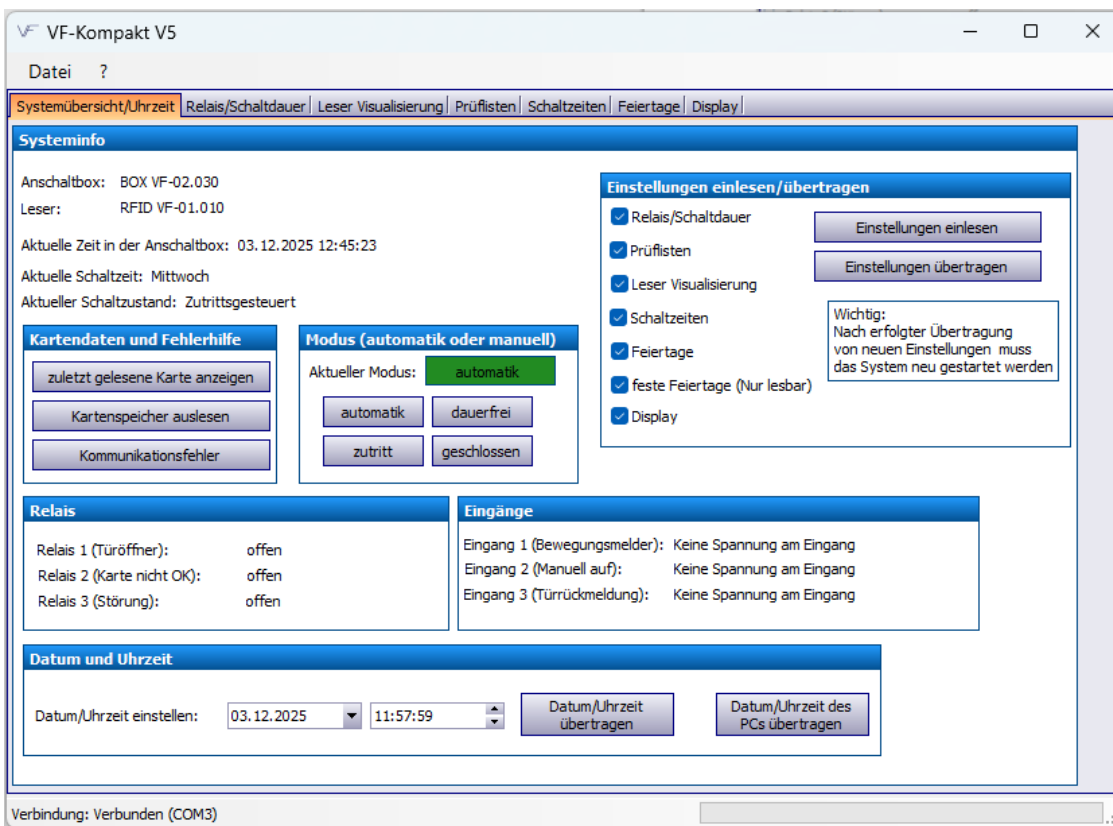 VF-Kompakt V5
Datei ?
Systemübersicht/Uhrzeit Relais/Schaltdauer Leser Visualisierung Prüflisten Schaltzeiten Feiertage Display
Systeminfo
Anschaltbox: BOX VF-02.030
Leser: RFID VF-01.010
Aktuelle Zeit in der Anschaltbox: 03.12.2025 12:45:23
Aktuelle Schaltzeit: Mittwoch
Aktueller Schaltzustand: Zutrittsgesteuert
Einstellungen einlesen/übertragen
Relais/Schaltdauer
Prüflisten
Leser Visualisierung
Schaltzeiten
Feiertage
feste Feiertage (Nur lesbar)
Display
Einstellungen einlesen
Einstellungen übertragen
Wichtig:
Nach erfolgter Übertragung
von neuen Einstellungen muss
das System neu gestartet werden
Kartendaten und Fehlerhilfe
zuletzt gelesene Karte anzeigen
Kartenspeicher auslesen
Kommunikationsfehler
Modus (automatik oder manuell)
Aktueller Modus: automatik
automatik dauerfrei
zutritt geschlossen
Relais
Relais 1 (Türöffner): offen
Relais 2 (Karte nicht OK): offen
Relais 3 (Störung): offen
Eingänge
Eingang 1 (Bewegungsmelder): Keine Spannung am Eingang
Eingang 2 (Manuell auf): Keine Spannung am Eingang
Eingang 3 (Türrückmeldung): Keine Spannung am Eingang
Datum und Uhrzeit
Datum/Uhrzeit einstellen: 03.12.2025 11:57:59
Datum/Uhrzeit
übertragen
Datum/Uhrzeit des
PCs übertragen
Verbindung: Verbunden (COM3)